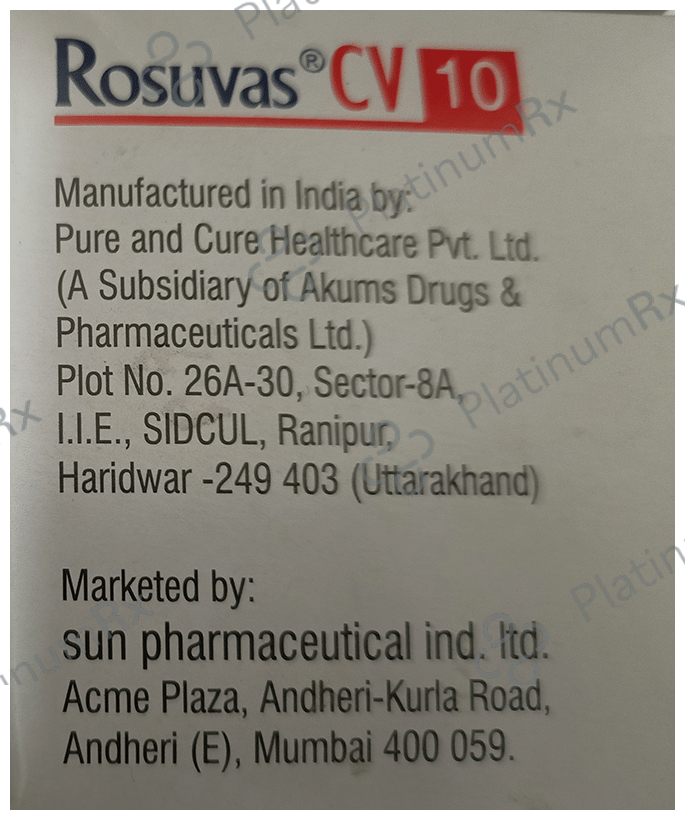 Rosuvas® CV 10
Manufactured in India by:
Pure and Cure Healthcare Pvt. Ltd.
(A Subsidiary of Akums Drugs &
Pharmaceuticals Ltd.)
Plot No. 26A-30, Sector-8A,
I.I.E., SIDCUL, Ranipur,
Haridwar -249 403 (Uttarakhand)
Marketed by:
sun pharmaceutical ind. ltd.
Acme Plaza, Andheri-Kurla Road,
Andheri (E), Mumbai 400 059.
PlatinumRx
PlatinumRx